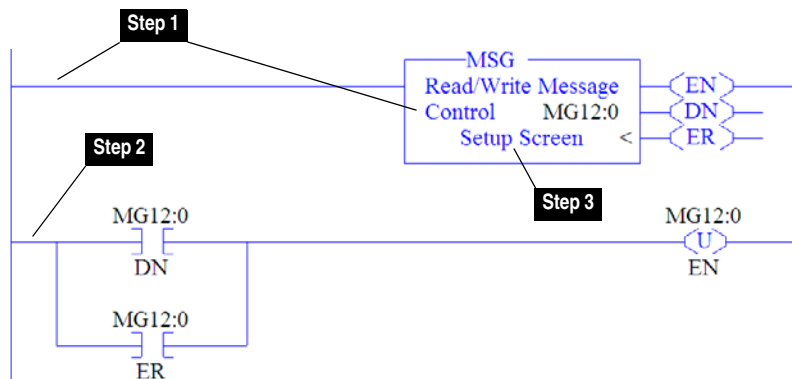 Step 1
MSG
Read/Write Message
Control MG12:0
Setup Screen <
EN
DN
ER
Step 2
Step 3
MG12:0
DN
MG12:0
U
EN
MG12:0
ER